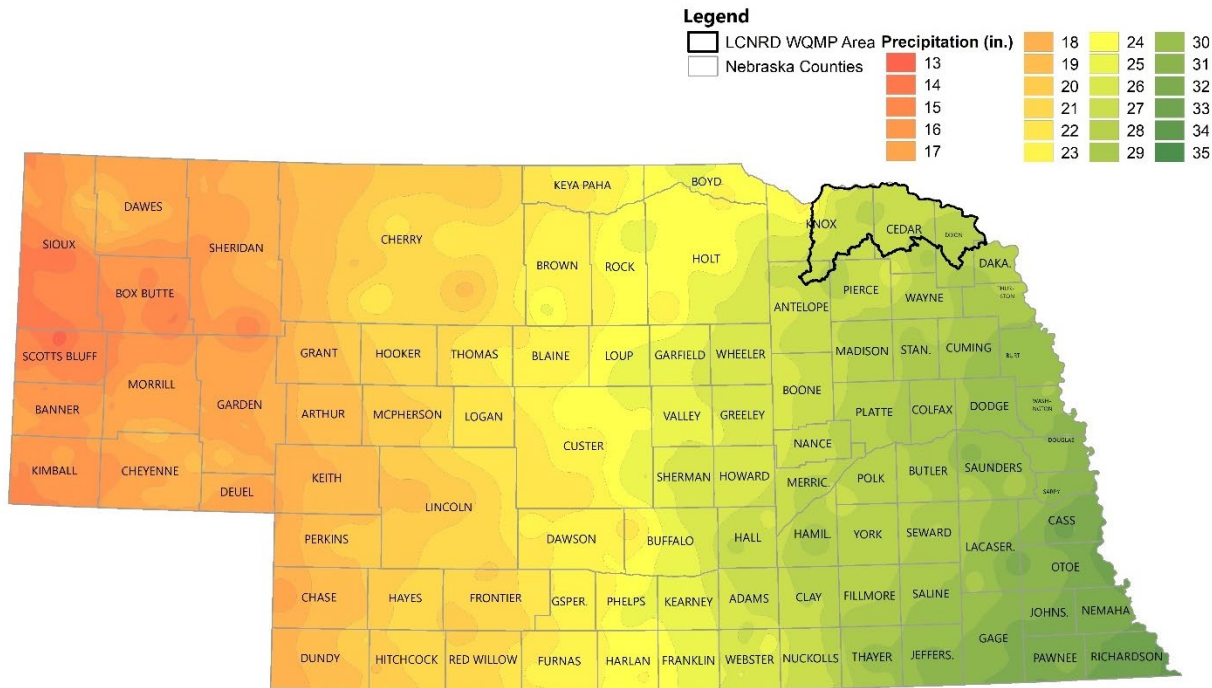 Legend
LCNRD WQMP Area
Nebraska Counties
Precipitation (in.)
13
14
15
16
17
18
19
20
21
22
23
24
25
26
27
28
29
30
31
32
33
34
35
KEYA PAHA
BOYD
DAWES
SIOUX
SHERIDAN
CHERRY
KNOX
CEDAR
DIXON
BROWN
ROCK
HOLT
DAKA.
BOX BUTTE
PIERCE
WAYNE
THUR-
STON
ANTELOPE
SCOTTS BLUFF
GRANT
HOOKER
THOMAS
BLAINE
LOUP
GARFIELD
WHEELER
MADISON
STAN.
CUMING
BURT
MORRILL
BOONE
BANNER
GARDEN
ARTHUR
MCPHERSON
LOGAN
VALLEY
GREELEY
PLATTE
COLFAX
DODGE
WASH-
NGTON
CUSTER
NANCE
DOUGLAS
KIMBALL
CHEYENNE
KEITH
SHERMAN
HOWARD
MERRIC.
POLK
BUTLER
SAUNDERS
DEUEL
SARPY
LINCOLN
CASS
PERKINS
DAWSON
BUFFALO
HALL
HAMIL.
YORK
SEWARD
LACASER.
OTOE
CHASE
HAYES
FRONTIER
GSPER.
PHELPS
KEARNEY
ADAMS
CLAY
FILLMORE
SALINE
JOHNS.
NEMAHA
GAGE
DUNDY
HITCHCOCK
RED WILLOW
FURNAS
HARLAN
FRANKLIN
WEBSTER
NUCKOLLS
THAYER
JEFFERS.
PAWNEE
RICHARDSON